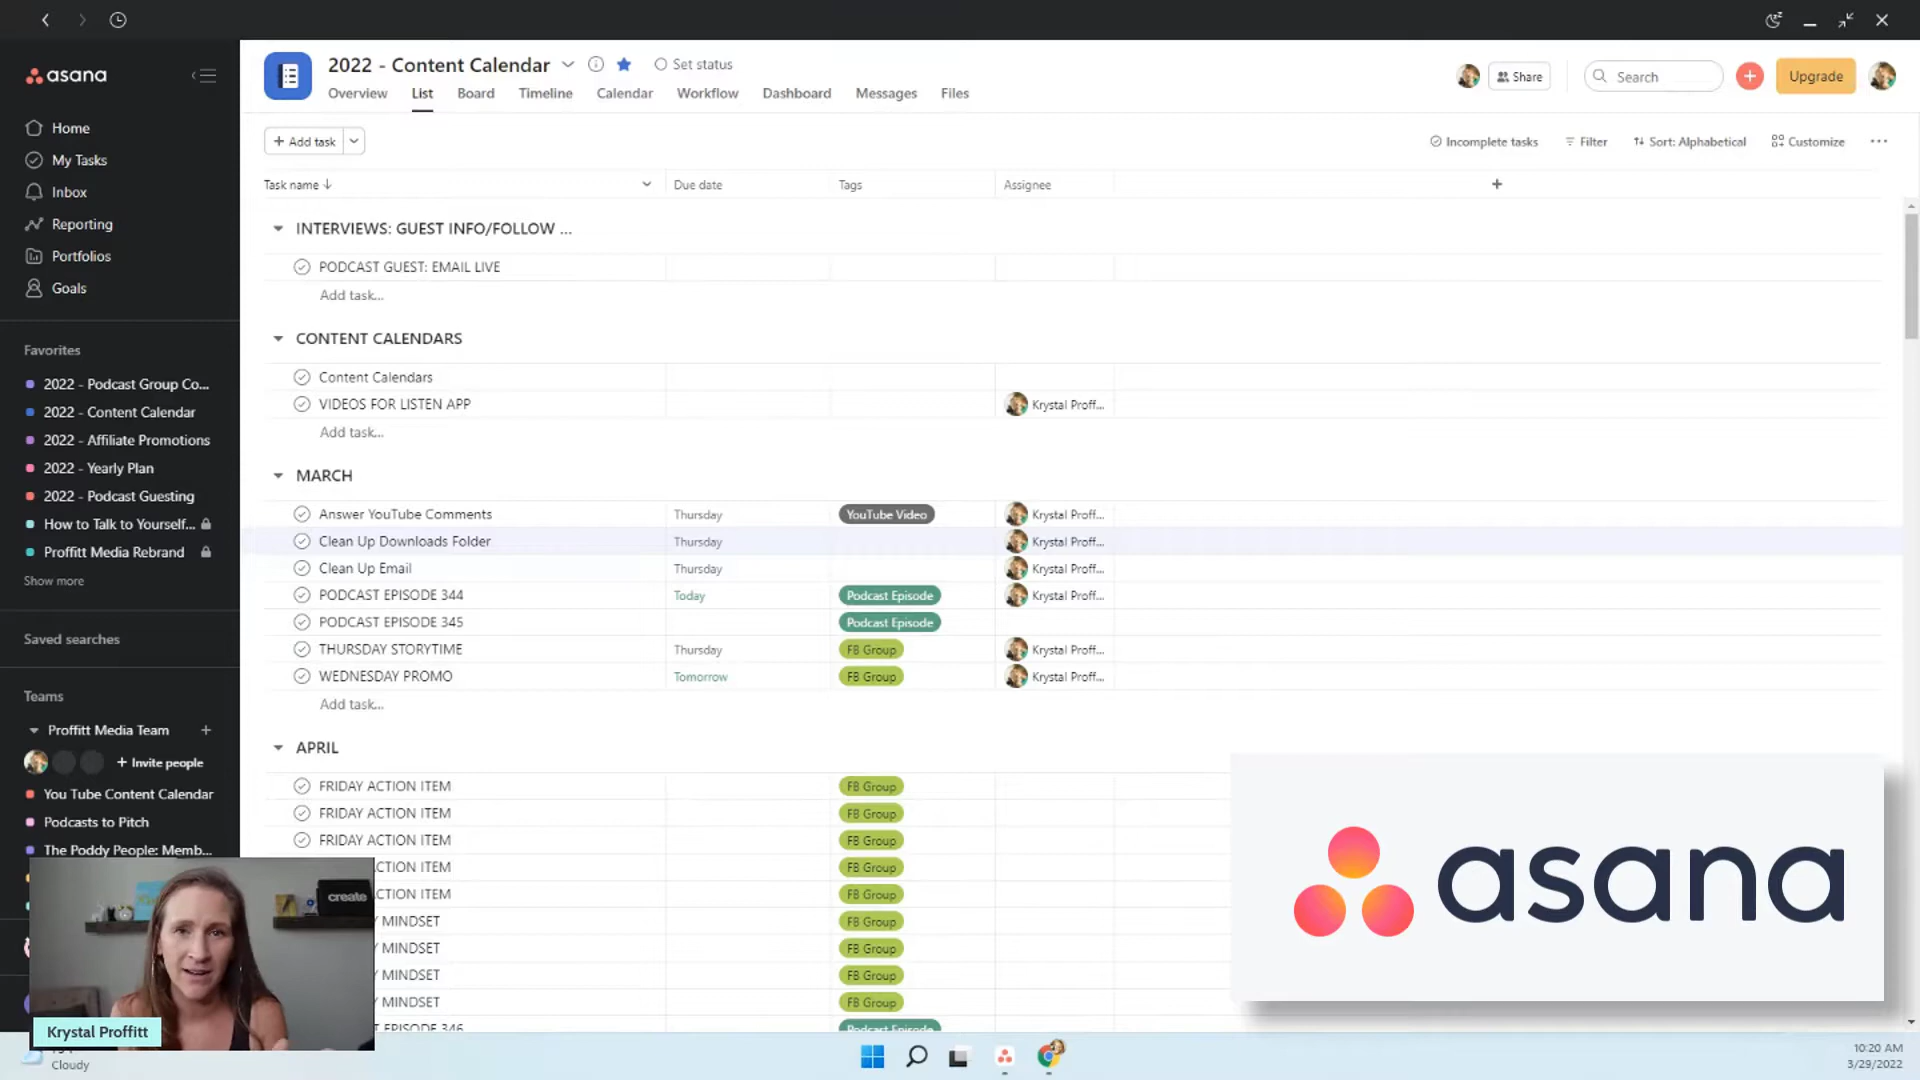 asana
2022 - Content Calendar
Set status
Share
Search
Upgrade
Overview
List
Board
Timeline
Calendar
Workflow
Dashboard
Messages
Files
Home
My Tasks
Inbox
Reporting
Portfolios
Goals
Favorites
2022 - Podcast Group Co...
2022 - Content Calendar
2022 - Affiliate Promotions
2022 - Yearly Plan
2022 - Podcast Guesting
How to Talk to Yourself...
Proffitt Media Rebrand
Show more
Saved searches
Teams
Proffitt Media Team
+ Invite people
You Tube Content Calendar
Podcasts to Pitch
The Poddy People: Memb...
+ Add task
Incomplete tasks
Filter
Sort: Alphabetical
Customize
Task name
Due date
Tags
Assignee
INTERVIEWS: GUEST INFO/FOLLOW ...
PODCAST GUEST: EMAIL LIVE
Add task...
CONTENT CALENDARS
Content Calendars
VIDEOS FOR LISTEN APP Krystal Proff...
Add task...
MARCH
Answer YouTube Comments Thursday YouTube Video Krystal Proff...
Clean Up Downloads Folder Thursday Krystal Proff...
Clean Up Email Thursday Krystal Proff...
PODCAST EPISODE 344 Today Podcast Episode Krystal Proff...
PODCAST EPISODE 345 Podcast Episode
THURSDAY STORYTIME Thursday FB Group Krystal Proff...
WEDNESDAY PROMO Tomorrow FB Group Krystal Proff...
Add task...
APRIL
FRIDAY ACTION ITEM FB Group
FRIDAY ACTION ITEM FB Group
FRIDAY ACTION ITEM FB Group
CTION ITEM FB Group
CTION ITEM FB Group
Y MINDSET FB Group
Y MINDSET FB Group
Y MINDSET FB Group
Y MINDSET FB Group
T EPISODE 346 Podcast Episode
asana
create
Krystal Proffitt
Cloudy
10:20 AM
3/29/2022